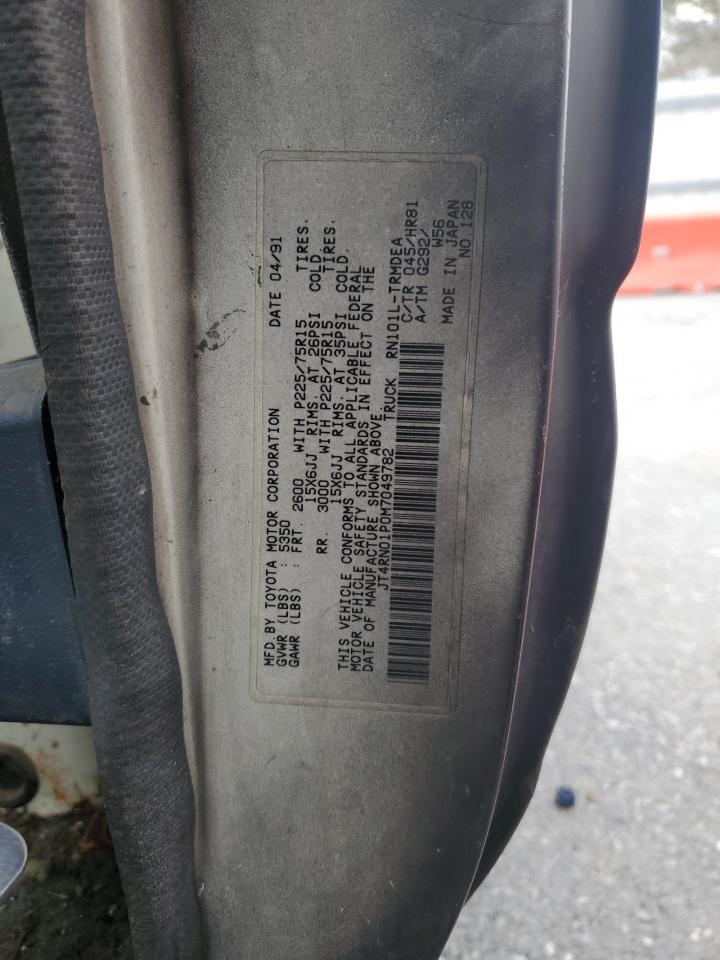 MFD. BY TOYOTA MOTOR CORPORATION DATE 04/91
GVWR (LBS) : 5350
GAWR (LBS) : FRT. 2600 WITH P225/75R15 TIRES.
15X6JJ RIMS. AT 26PSI COLD.
RR. 3000 WITH P225/75R15 TIRES.
15X6JJ RIMS. AT 35PSI COLD.
THIS VEHICLE CONFORMS TO ALL APPLICABLE FEDERAL
MOTOR VEHICLE SAFETY STANDARDS IN EFFECT ON THE
DATE OF MANUFACTURE SHOWN ABOVE.
JT4RN01P0M7049782 TRUCK RN101L-TRMDEA
C/TR 045/HR81
A/TM G292/
W56
MADE IN JAPAN
NO.128